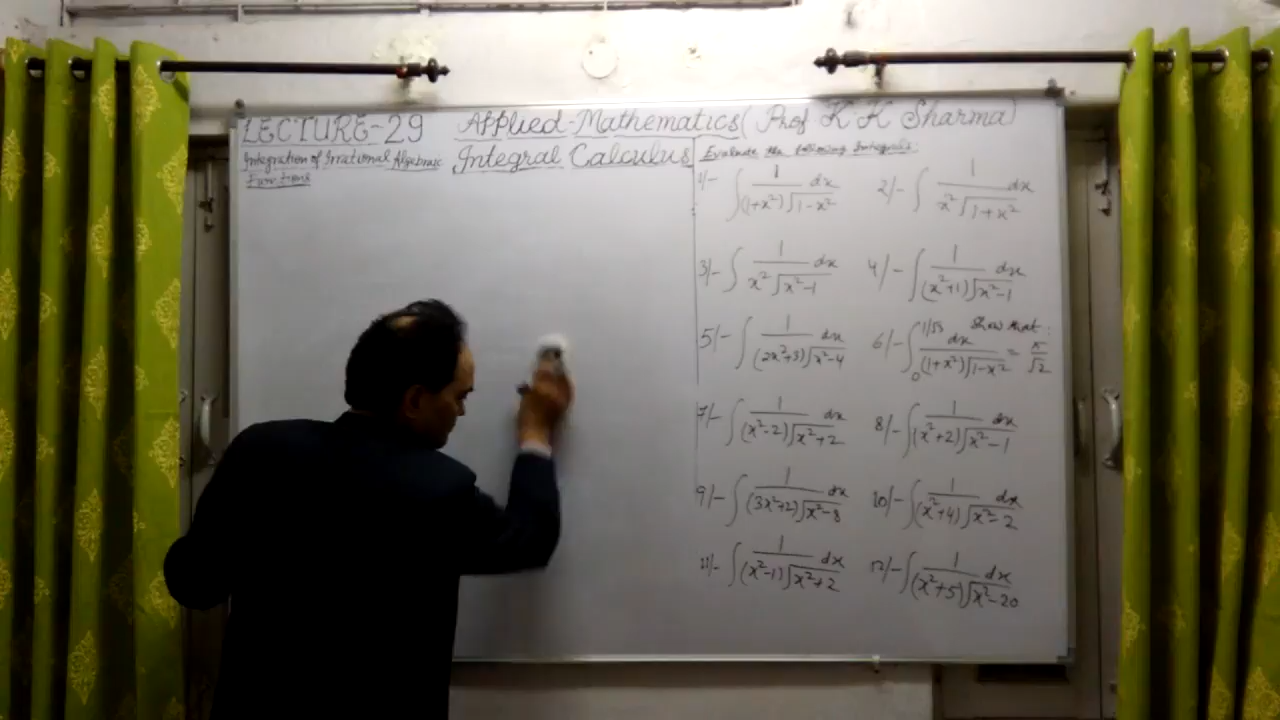 LECTURE-29 Applied-Mathematics( Prof K K Sharma)
Integration of Irrational Algebraic
Functions
Integral Calculus
Evaluate the following Integrals:
1/- ∫ 1/((1+x²)√(1-x²)) dx
2/- ∫ 1/(x²√(1+x²)) dx
3/- ∫ 1/(x²√(x²-1)) dx
4/- ∫ 1/((x²+1)√(x²-1)) dx
5/- ∫ 1/((2x²+3)√(x²-4)) dx
6/- ∫₀^(1/√3) dx/((1+x²)√(1-x²)) = π/√2 Show that:
7/- ∫ 1/((x²-2)√(x²+2)) dx
8/- ∫ 1/((x²+2)√(x²-1)) dx
9/- ∫ 1/((3x²+2)√(x²-8)) dx
10/- ∫ 1/((x²+4)√(x²-2)) dx
11/- ∫ 1/((x²-1)√(x²+2)) dx
12/- ∫ 1/((x²+5)√(x²-20)) dx